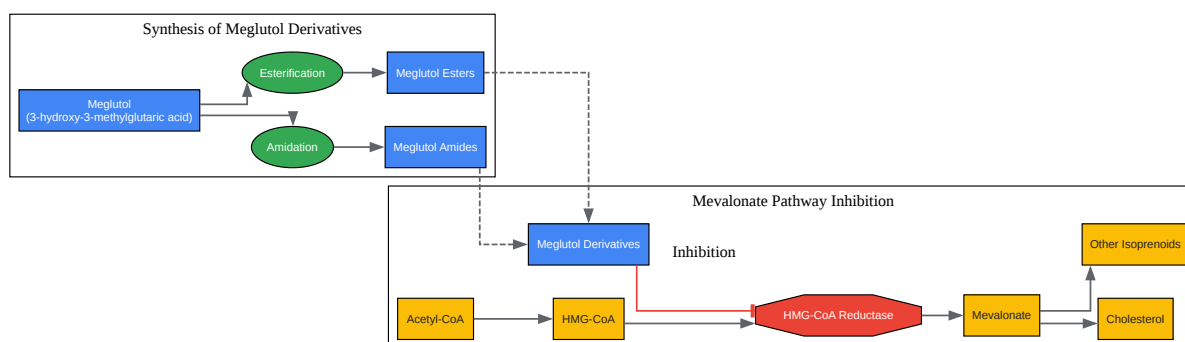 Synthesis of Meglutol Derivatives
Esterification
Meglutol Esters
Meglutol
(3-hydroxy-3-methylglutaric acid)
Amidation
Meglutol Amides
Mevalonate Pathway Inhibition
Meglutol Derivatives
Inhibition
Other Isoprenoids
Acetyl-CoA
HMG-CoA
HMG-CoA Reductase
Mevalonate
Cholesterol